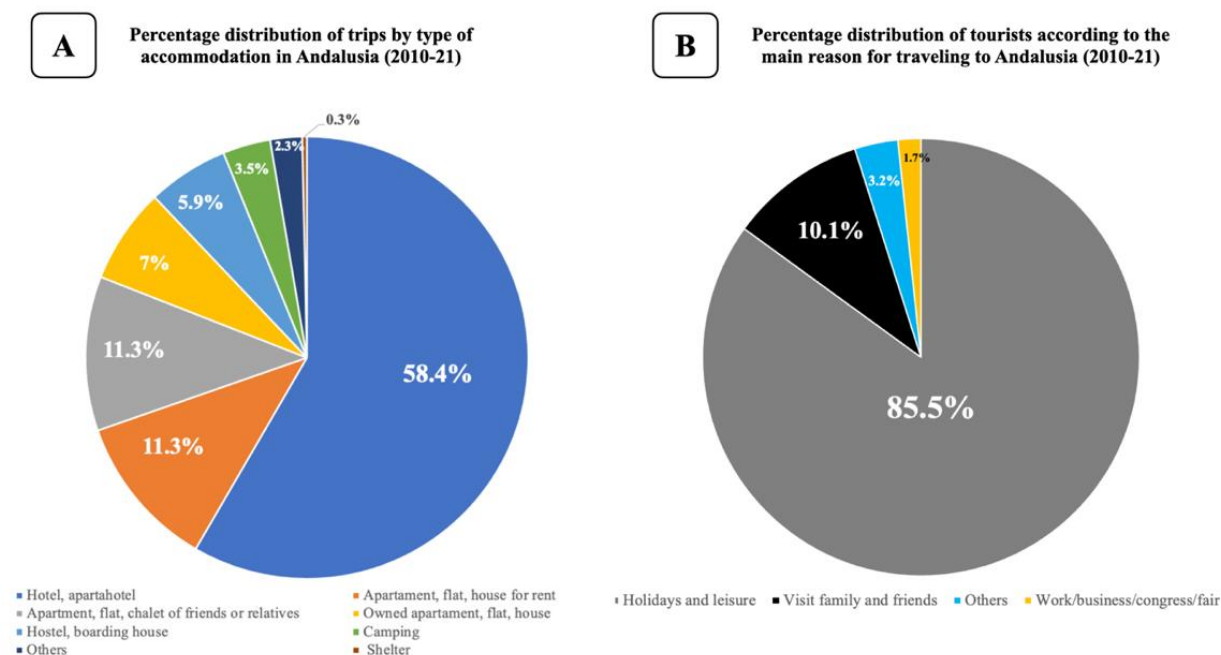 A
Percentage distribution of trips by type of
accommodation in Andalusia (2010-21)
0.3%
2.3%
3.5%
5.9%
7%
11.3%
11.3%
58.4%
Hotel, apartahotel
Apartament, flat, house for rent
Apartment, flat, chalet of friends or relatives
Owned apartament, flat, house
Hostel, boarding house
Camping
Others
Shelter
B
Percentage distribution of tourists according to the
main reason for traveling to Andalusia (2010-21)
1.7%
3.2%
10.1%
85.5%
Holidays and leisure
Visit family and friends
Others
Work/business/congress/fair